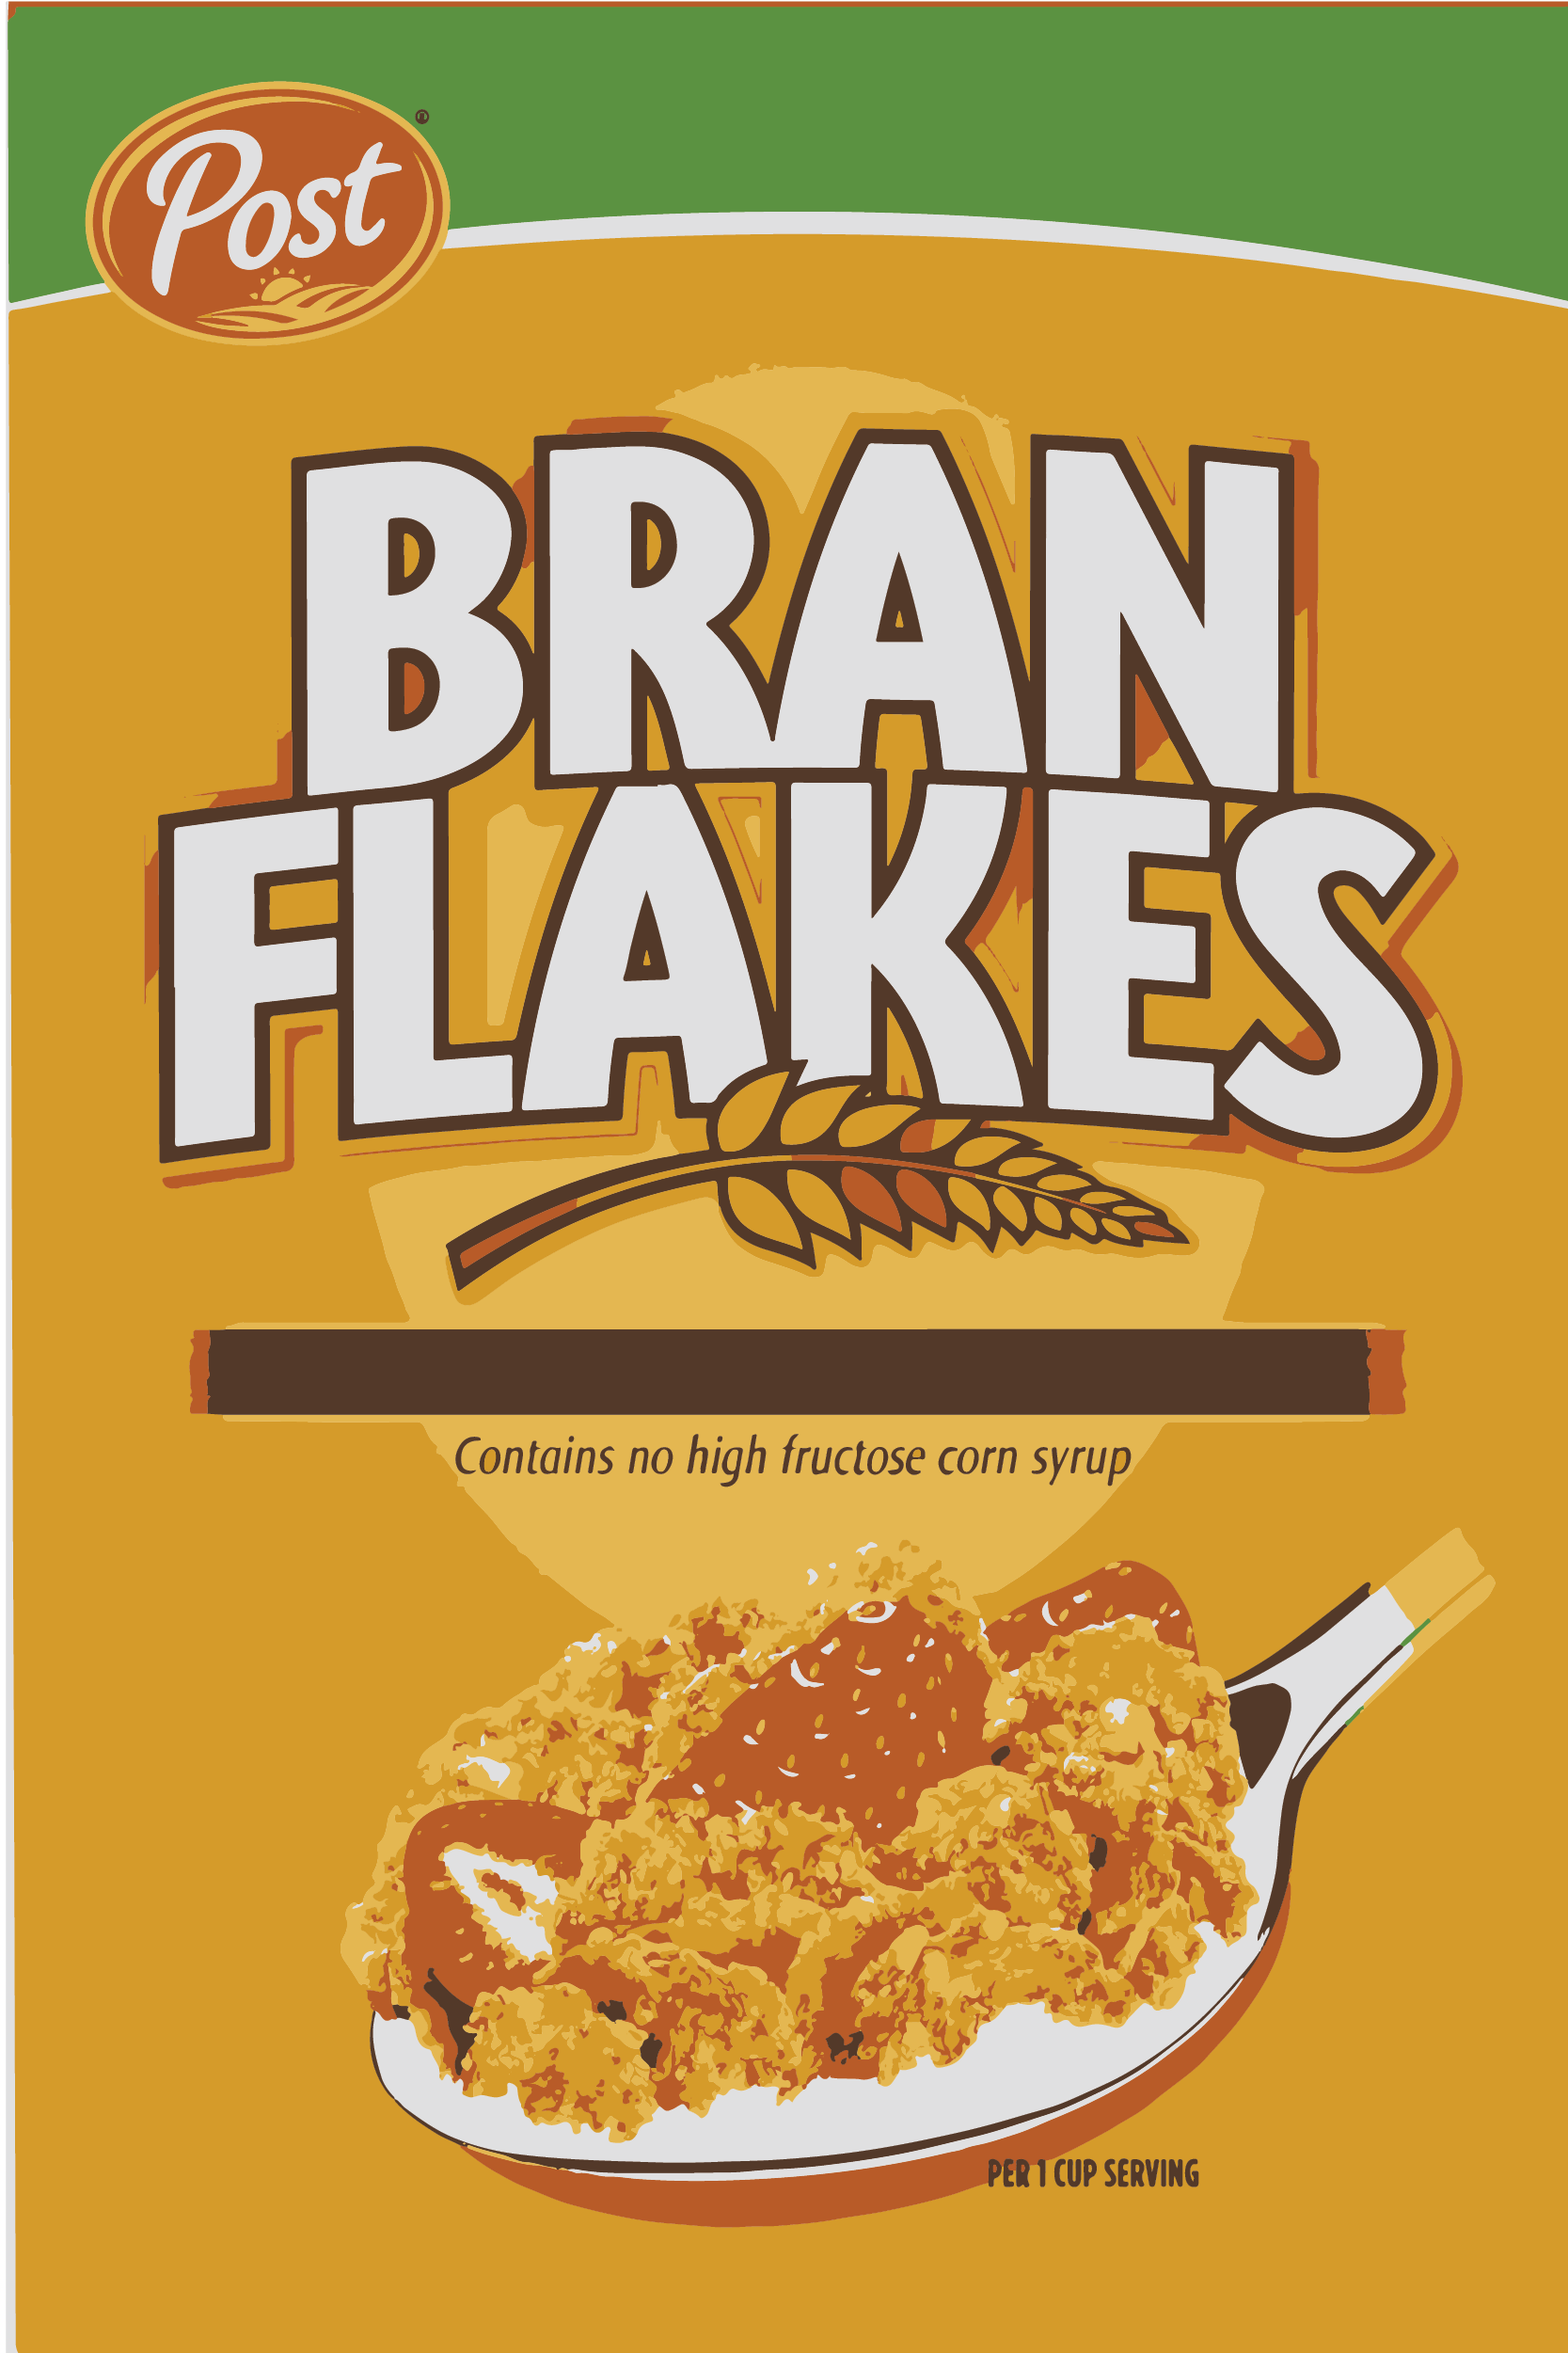 Post®
BRAN
FLAKES
Contains no high fructose corn syrup
PER 1 CUP SERVING